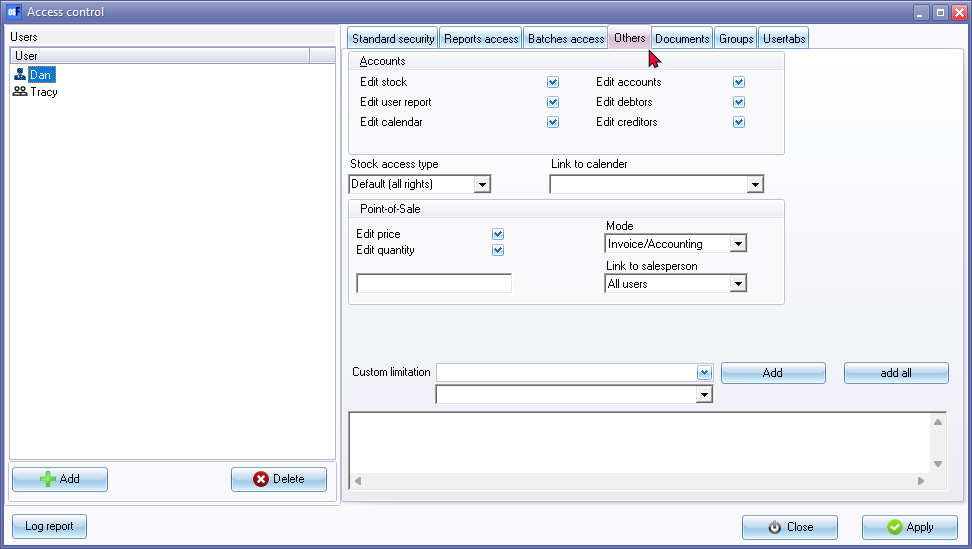 Access control
Users
User
Dan
Tracy
Add
Delete
Log report
Standard security
Reports access
Batches access
Others
Documents
Groups
Usertabs
Accounts
Edit stock
Edit accounts
Edit user report
Edit debtors
Edit calendar
Edit creditors
Stock access type
Link to calender
Default (all rights)
Point-of-Sale
Edit price
Edit quantity
Mode
Invoice/Accounting
Link to salesperson
All users
Custom limitation
Add
add all
Close
Apply